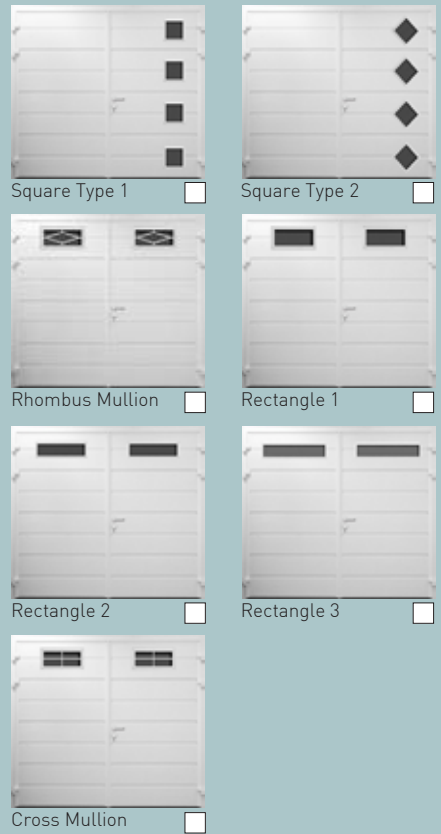 Square Type 1
Square Type 2
Rhombus Mullion
Rectangle 1
Rectangle 2
Rectangle 3
Cross Mullion